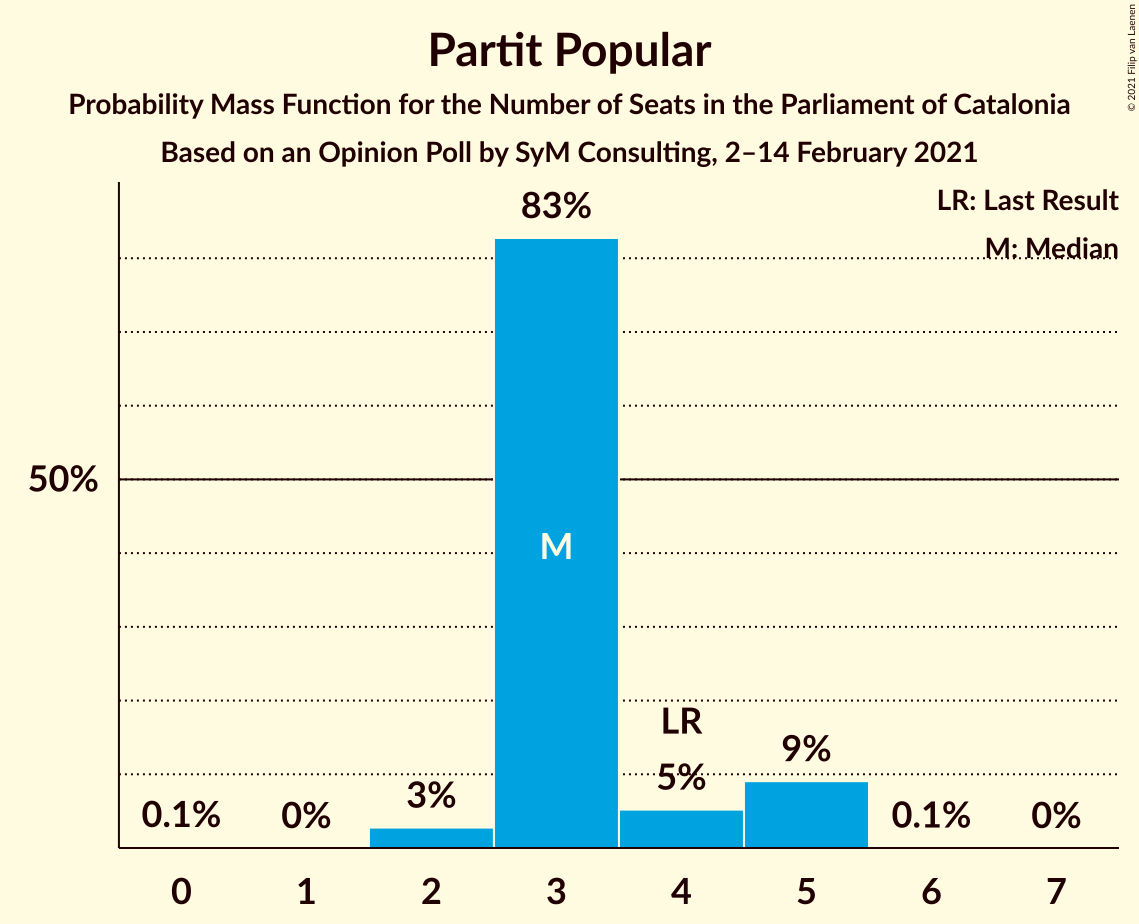 Partit Popular
Probability Mass Function for the Number of Seats in the Parliament of Catalonia
Based on an Opinion Poll by SyM Consulting, 2–14 February 2021
© 2021 Filip van Laenen
LR: Last Result
M: Median
83%
50%
M
LR
9%
5%
3%
0.1%
0%
0.1%
0%
0 1 2 3 4 5 6 7